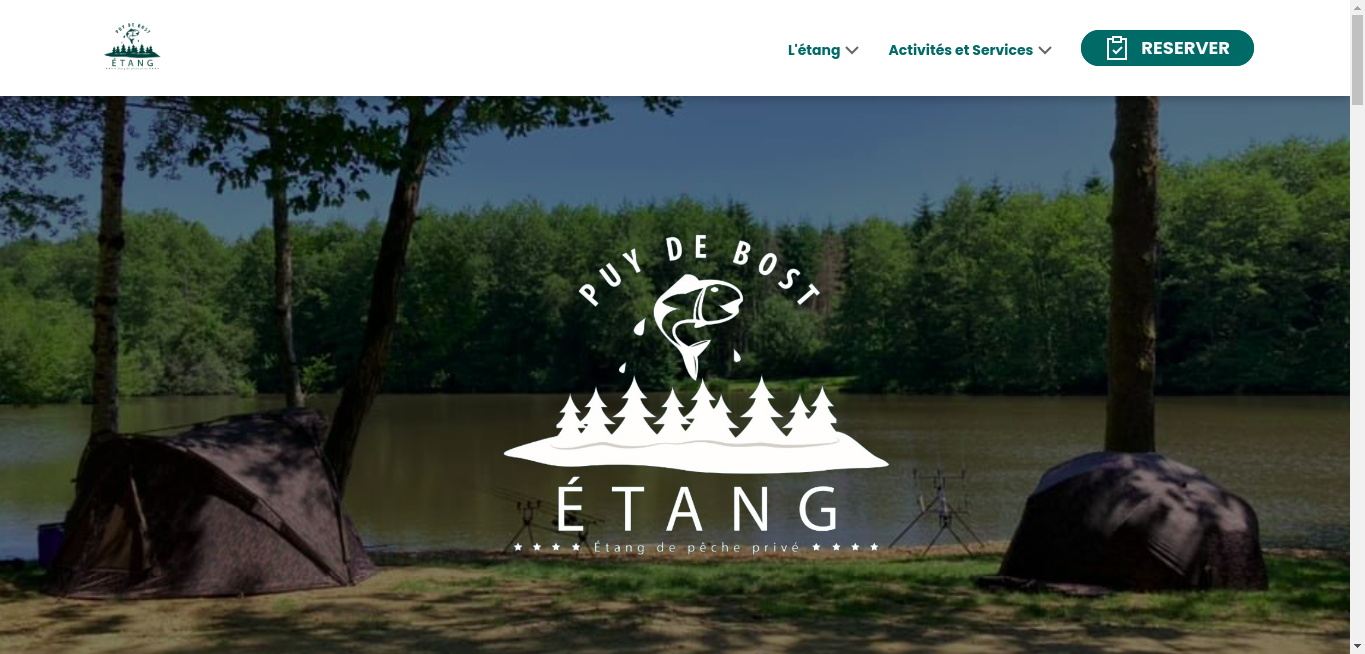 PUY DE BOST
ÉTANG
L'étang
Activités et Services
RESERVER
PUY DE BOST
ÉTANG
Étang de pêche privé